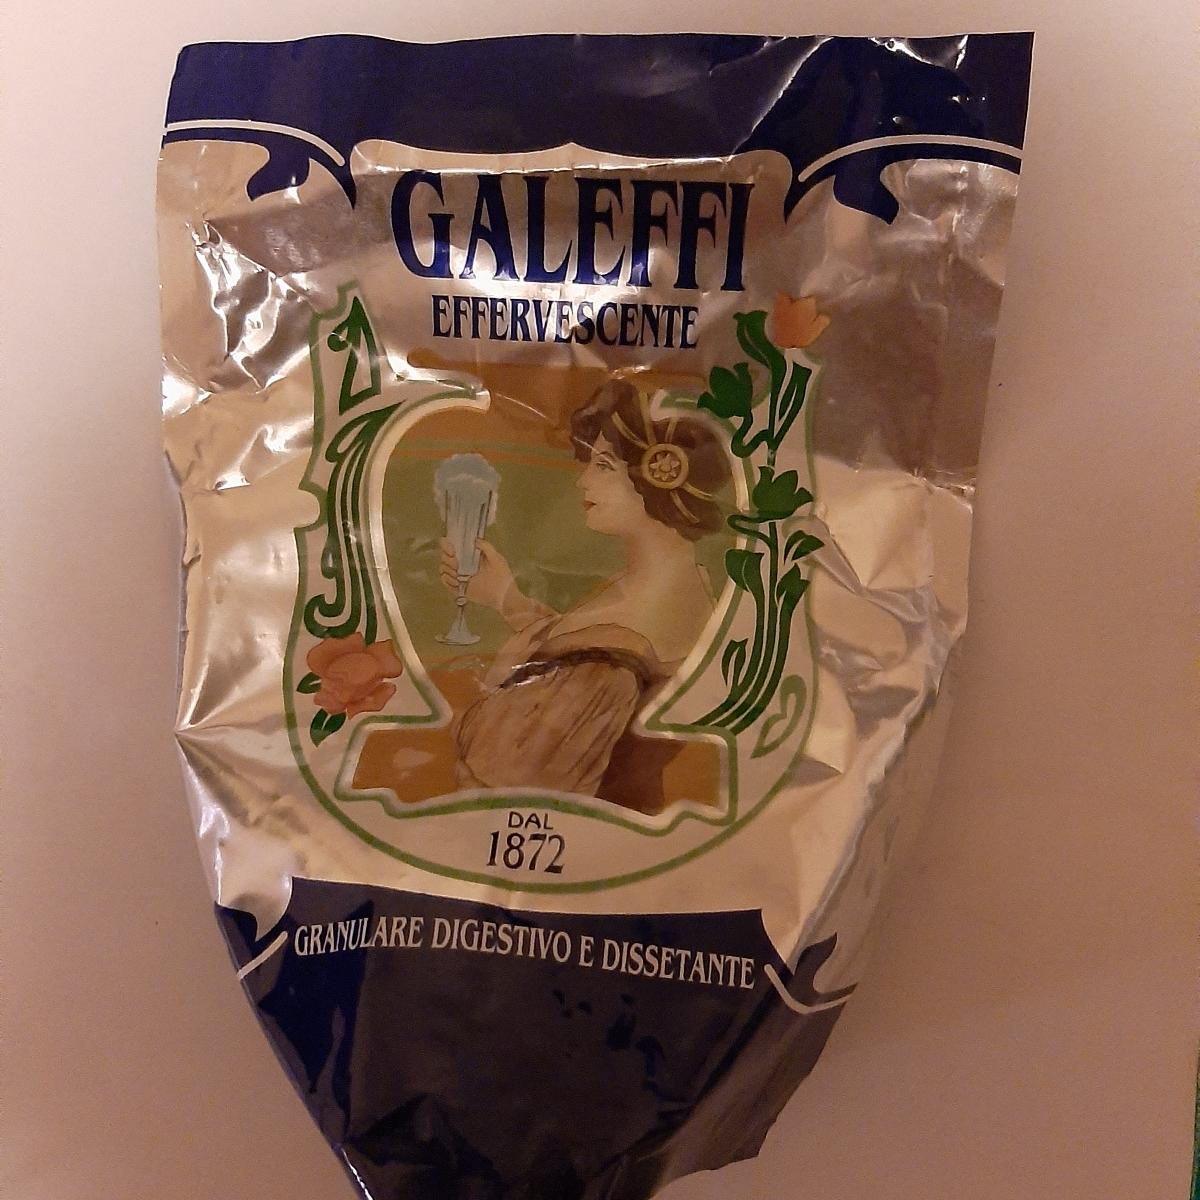 GALEFFI
EFFERVESCENTE
DAL
1872
GRANULARE DIGESTIVO E DISSETANTE